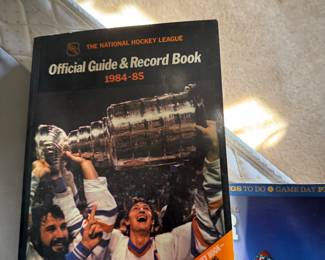 THE NATIONAL HOCKEY LEAGUE
Official Guide & Record Book
1984-85
GS TO DO
GAME DAY